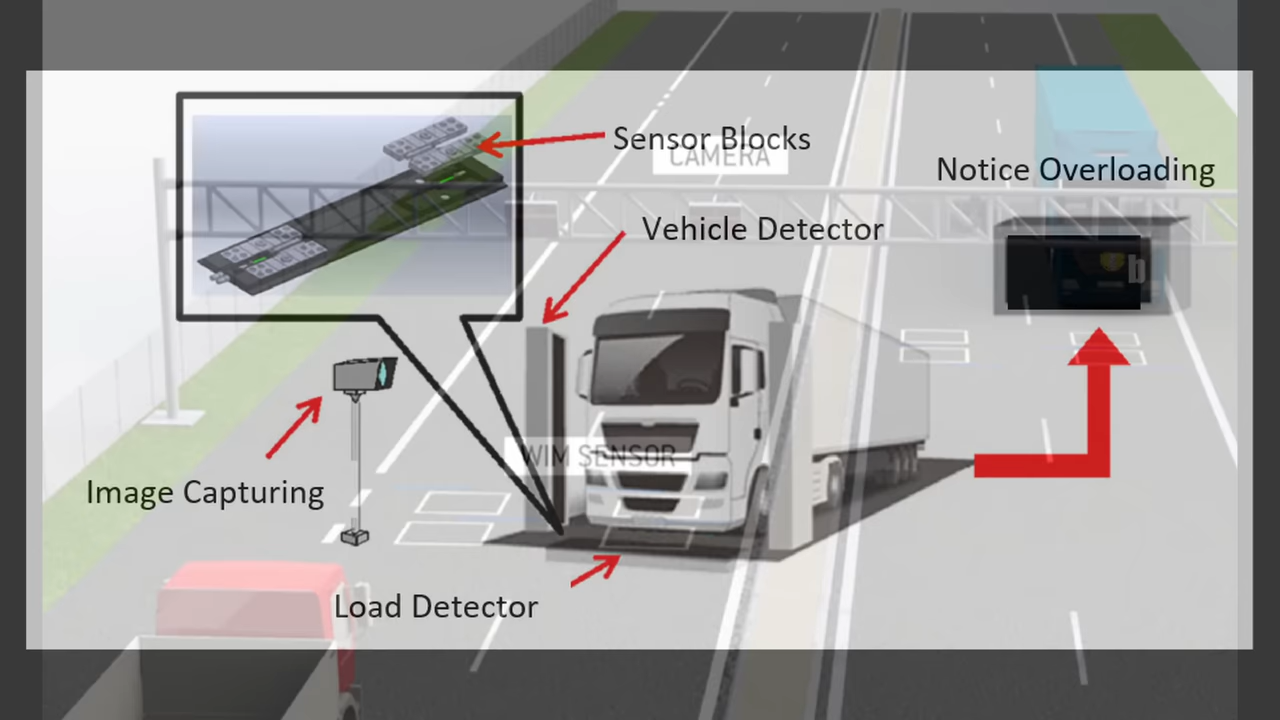 Sensor Blocks
CAMERA
Notice Overloading
Vehicle Detector
b
WIM SENSOR
Image Capturing
Load Detector